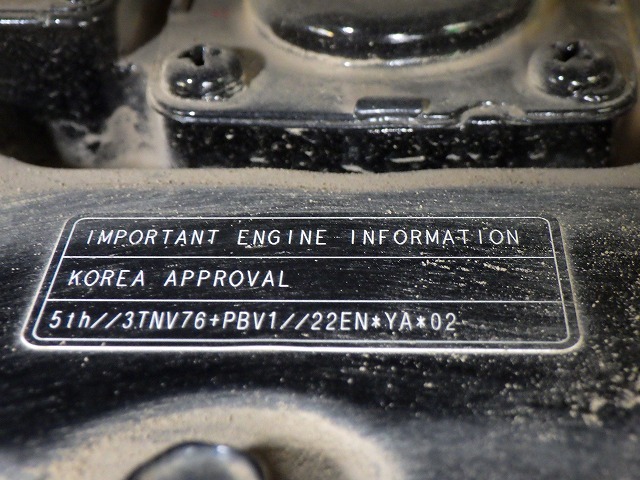 IMPORTANT ENGINE INFORMATION
KOREA APPROVAL
5th//3TNV76+PBV1//22EN*YA*02